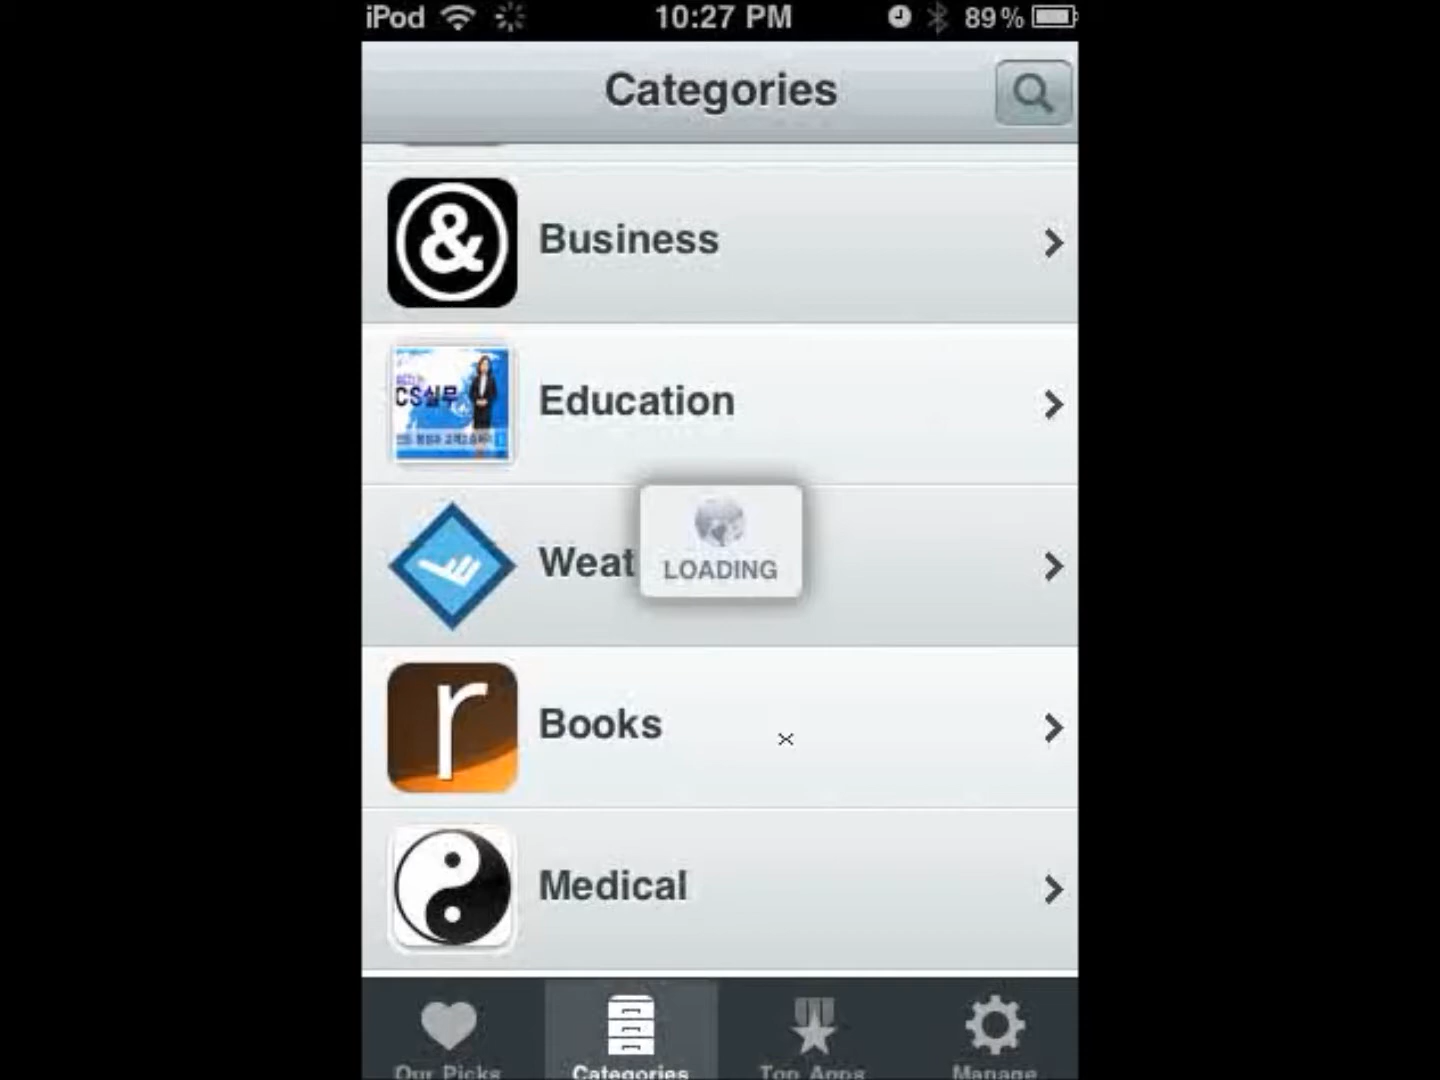 iPod 10:27 PM 89%
Categories
&
Business
CS실무
Education
Weat
LOADING
r
Books
Medical
Our Picks
Categories
Top Apps
Manage